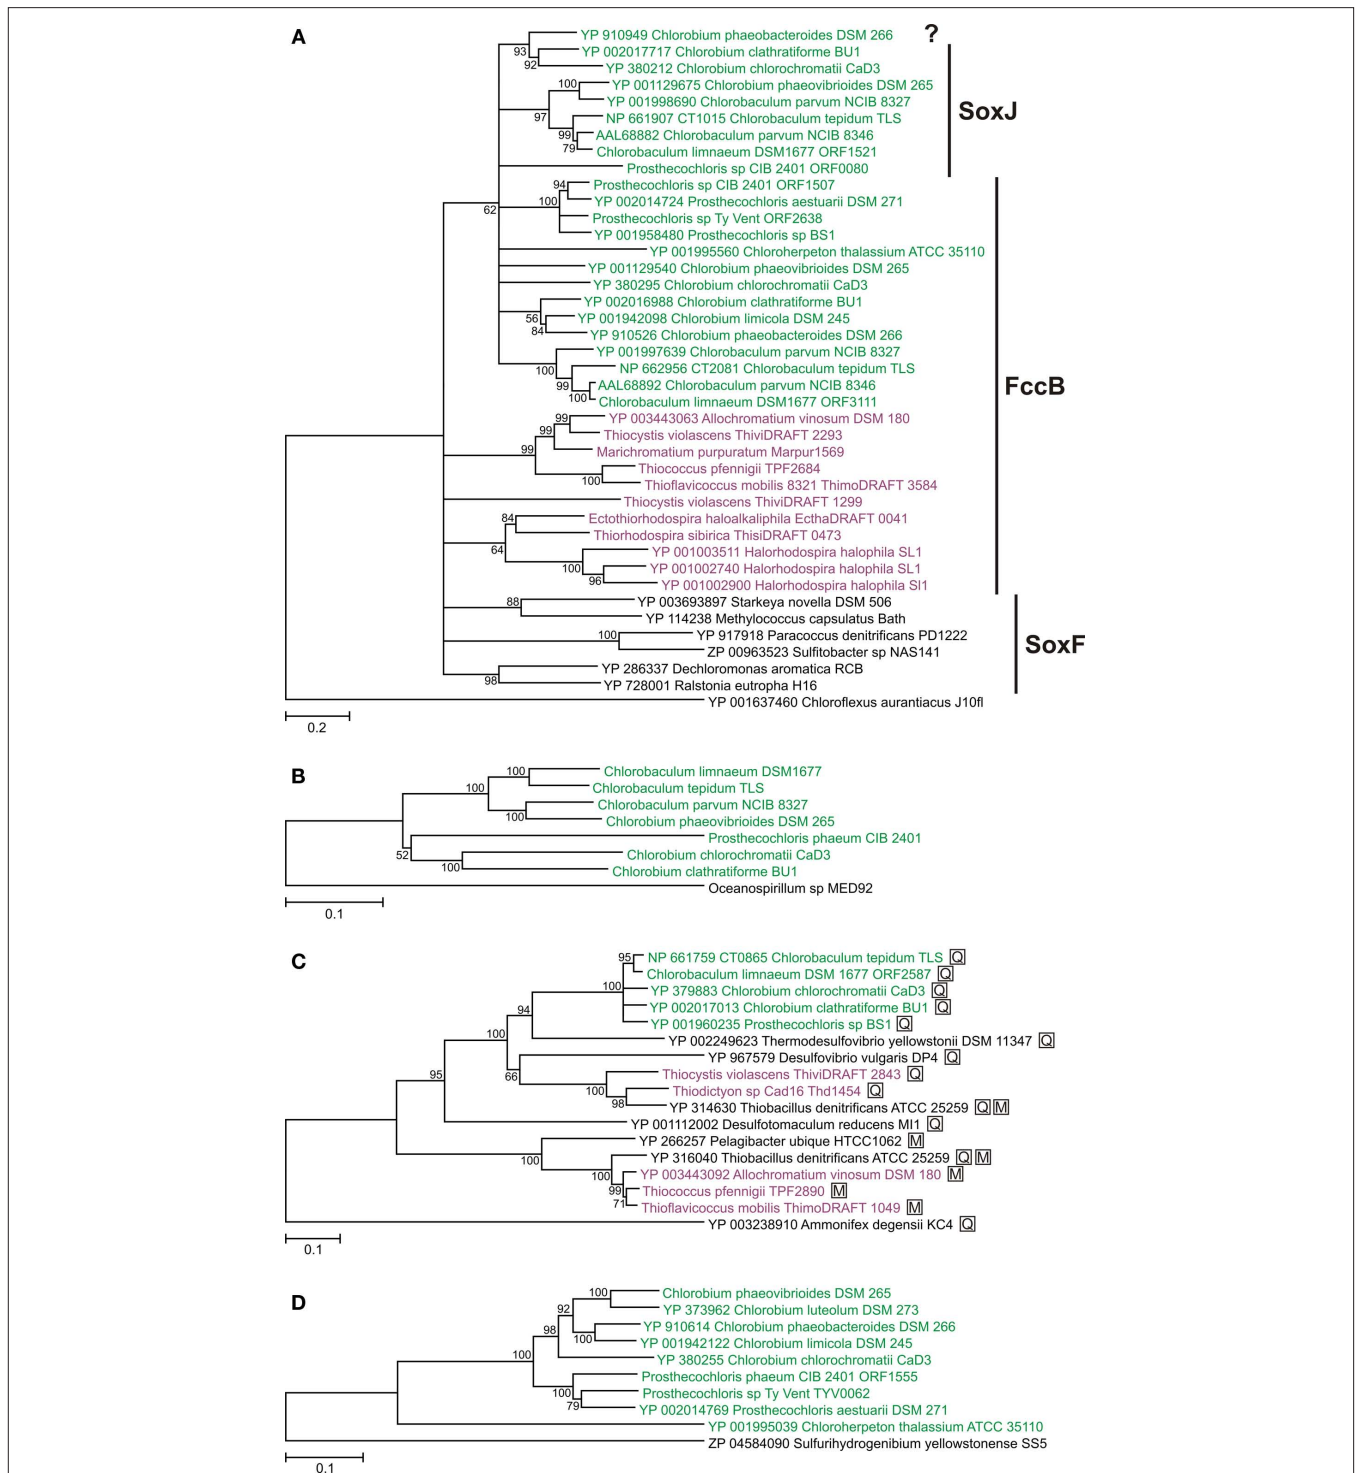 A
YP 910949 Chlorobium phaeobacteroides DSM 266
?
93
YP 002017717 Chlorobium clathratiforme BU1
92
YP 380212 Chlorobium chlorochromatii CaD3
100
YP 001129675 Chlorobium phaeovibrioides DSM 265
YP 001998690 Chlorobaculum parvum NCIB 8327
SoxJ
97
NP 661907 CT1015 Chlorobaculum tepidum TLS
99
AAL68882 Chlorobaculum parvum NCIB 8346
79
Chlorobaculum limnaeum DSM1677 ORF1521
Prosthecochloris sp CIB 2401 ORF0080
94
Prosthecochloris sp CIB 2401 ORF1507
100
YP 002014724 Prosthecochloris aestuarii DSM 271
62
Prosthecochloris sp Ty Vent ORF2638
YP 001958480 Prosthecochloris sp BS1
YP 001995560 Chloroherpeton thalassium ATCC 35110
YP 001129540 Chlorobium phaeovibrioides DSM 265
YP 380295 Chlorobium chlorochromatii CaD3
YP 002016988 Chlorobium clathratiforme BU1
56
YP 001942098 Chlorobium limicola DSM 245
84
YP 910526 Chlorobium phaeobacteroides DSM 266
YP 001997639 Chlorobaculum parvum NCIB 8327
100
NP 662956 CT2081 Chlorobaculum tepidum TLS
99
AAL68892 Chlorobaculum parvum NCIB 8346
FccB
100
Chlorobaculum limnaeum DSM1677 ORF3111
99
YP 003443063 Allochromatium vinosum DSM 180
99
Thiocystis violascens ThiviDRAFT 2293
99
Marichromatium purpuratum Marpur1569
Thiococcus pfennigii TPF2684
100
Thioflavicoccus mobilis 8321 ThimoDRAFT 3584
Thiocystis violascens ThiviDRAFT 1299
84
Ectothiorhodospira haloalkaliphila EcthaDRAFT 0041
Thiorhodospira sibirica ThisiDRAFT 0473
64
YP 001003511 Halorhodospira halophila SL1
100
YP 001002740 Halorhodospira halophila SL1
96
YP 001002900 Halorhodospira halophila Sl1
88
YP 003693897 Starkeya novella DSM 506
YP 114238 Methylococcus capsulatus Bath
100
YP 917918 Paracoccus denitrificans PD1222
ZP 00963523 Sulfitobacter sp NAS141
SoxF
YP 286337 Dechloromonas aromatica RCB
98
YP 728001 Ralstonia eutropha H16
YP 001637460 Chloroflexus aurantiacus J10fl
0.2
B
100
Chlorobaculum limnaeum DSM1677
100
Chlorobaculum tepidum TLS
Chlorobaculum parvum NCIB 8327
100
Chlorobium phaeovibrioides DSM 265
Prosthecochloris phaeum CIB 2401
52
Chlorobium chlorochromatii CaD3
100
Chlorobium clathratiforme BU1
Oceanospirillum sp MED92
0.1
C
95
NP 661759 CT0865 Chlorobaculum tepidum TLS Q
Chlorobaculum limnaeum DSM 1677 ORF2587 Q
100
YP 379883 Chlorobium chlorochromatii CaD3 Q
94
YP 002017013 Chlorobium clathratiforme BU1 Q
YP 001960235 Prosthecochloris sp BS1 Q
100
YP 002249623 Thermodesulfovibrio yellowstonii DSM 11347 Q
YP 967579 Desulfovibrio vulgaris DP4 Q
95
66
Thiocystis violascens ThiviDRAFT 2843 Q
100
Thiodictyon sp Cad16 Thd1454 Q
98
YP 314630 Thiobacillus denitrificans ATCC 25259 Q M
YP 001112002 Desulfotomaculum reducens MI1 Q
YP 266257 Pelagibacter ubique HTCC1062 M
100
YP 316040 Thiobacillus denitrificans ATCC 25259 Q M
100
YP 003443092 Allochromatium vinosum DSM 180 M
99
Thiococcus pfennigii TPF2890 M
71
Thioflavicoccus mobilis ThimoDRAFT 1049 M
YP 003238910 Ammonifex degensii KC4 Q
0.1
D
100
Chlorobium phaeovibrioides DSM 265
92
YP 373962 Chlorobium luteolum DSM 273
98
YP 910614 Chlorobium phaeobacteroides DSM 266
100
YP 001942122 Chlorobium limicola DSM 245
100
YP 380255 Chlorobium chlorochromatii CaD3
Prosthecochloris phaeum CIB 2401 ORF1555
100
Prosthecochloris sp Ty Vent TYV0062
79
YP 002014769 Prosthecochloris aestuarii DSM 271
YP 001995039 Chloroherpeton thalassium ATCC 35110
ZP 04584090 Sulfurihydrogenibium yellowstonense SS5
0.1